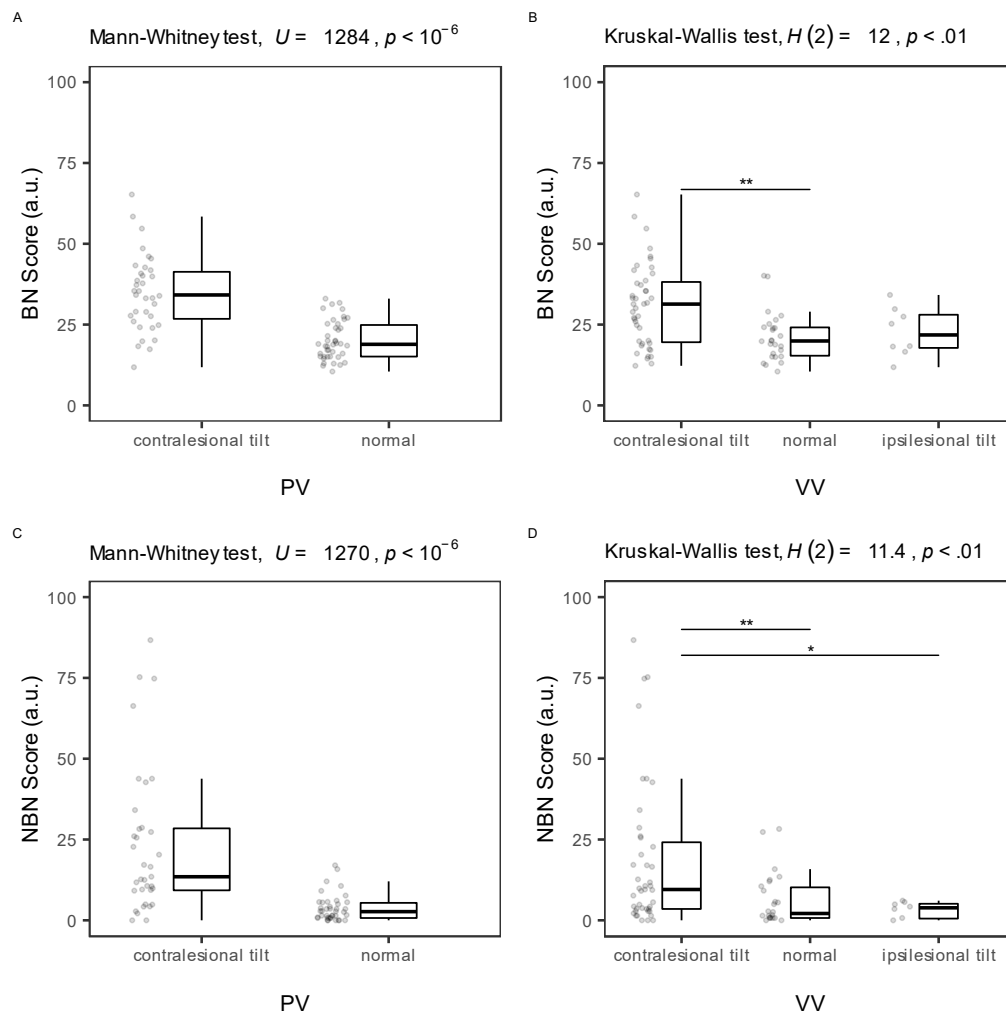 A
Mann-Whitney test, U = 1284 , p < 10⁻⁶
100
75
50
25
0
BN Score (a.u.)
contralesional tilt normal
PV
B
Kruskal-Wallis test, H (2) = 12 , p < .01
100
75
50
25
0
BN Score (a.u.)
**
contralesional tilt normal ipsilesional tilt
VV
C
Mann-Whitney test, U = 1270 , p < 10⁻⁶
100
75
50
25
0
NBN Score (a.u.)
contralesional tilt normal
PV
D
Kruskal-Wallis test, H (2) = 11.4 , p < .01
100
75
50
25
0
NBN Score (a.u.)
**
*
contralesional tilt normal ipsilesional tilt
VV